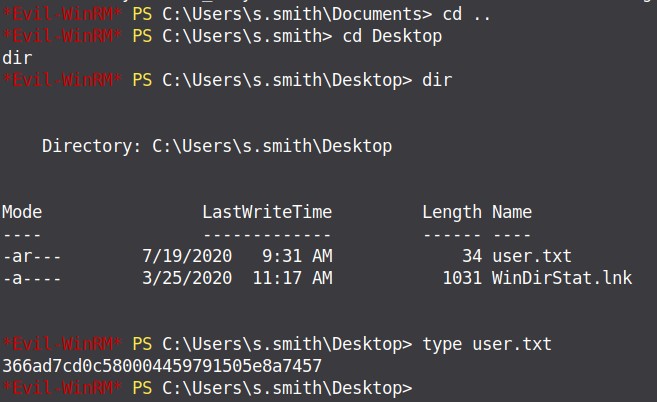 *Evil-WinRM* PS C:\Users\s.smith\Documents> cd ..
*Evil-WinRM* PS C:\Users\s.smith> cd Desktop
dir
*Evil-WinRM* PS C:\Users\s.smith\Desktop> dir
Directory: C:\Users\s.smith\Desktop
Mode LastWriteTime Length Name
---- ------------- ------ ----
-ar--- 7/19/2020 9:31 AM 34 user.txt
-a---- 3/25/2020 11:17 AM 1031 WinDirStat.lnk
*Evil-WinRM* PS C:\Users\s.smith\Desktop> type user.txt
366ad7cd0c580004459791505e8a7457
*Evil-WinRM* PS C:\Users\s.smith\Desktop>